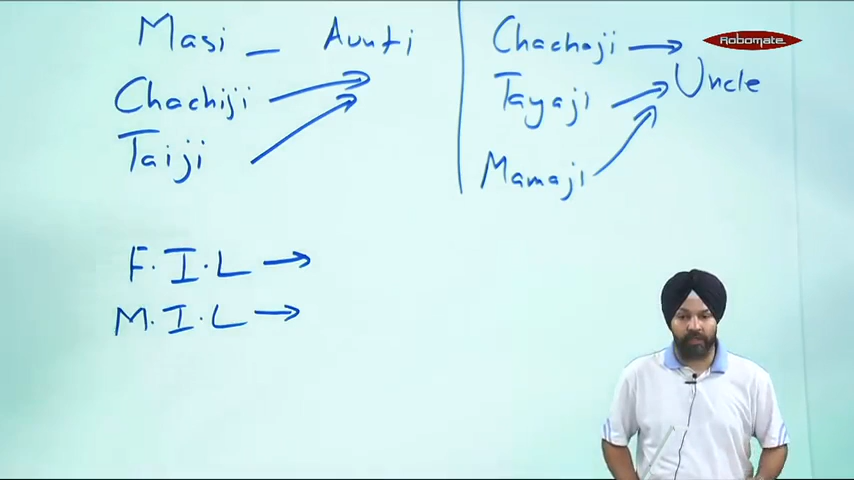 Masi - Aunti
Chachiji →
Taiji →
F.I.L →
M.I.L →
Chachaji → Uncle
Tayaji →
Mamaji →
Robomate